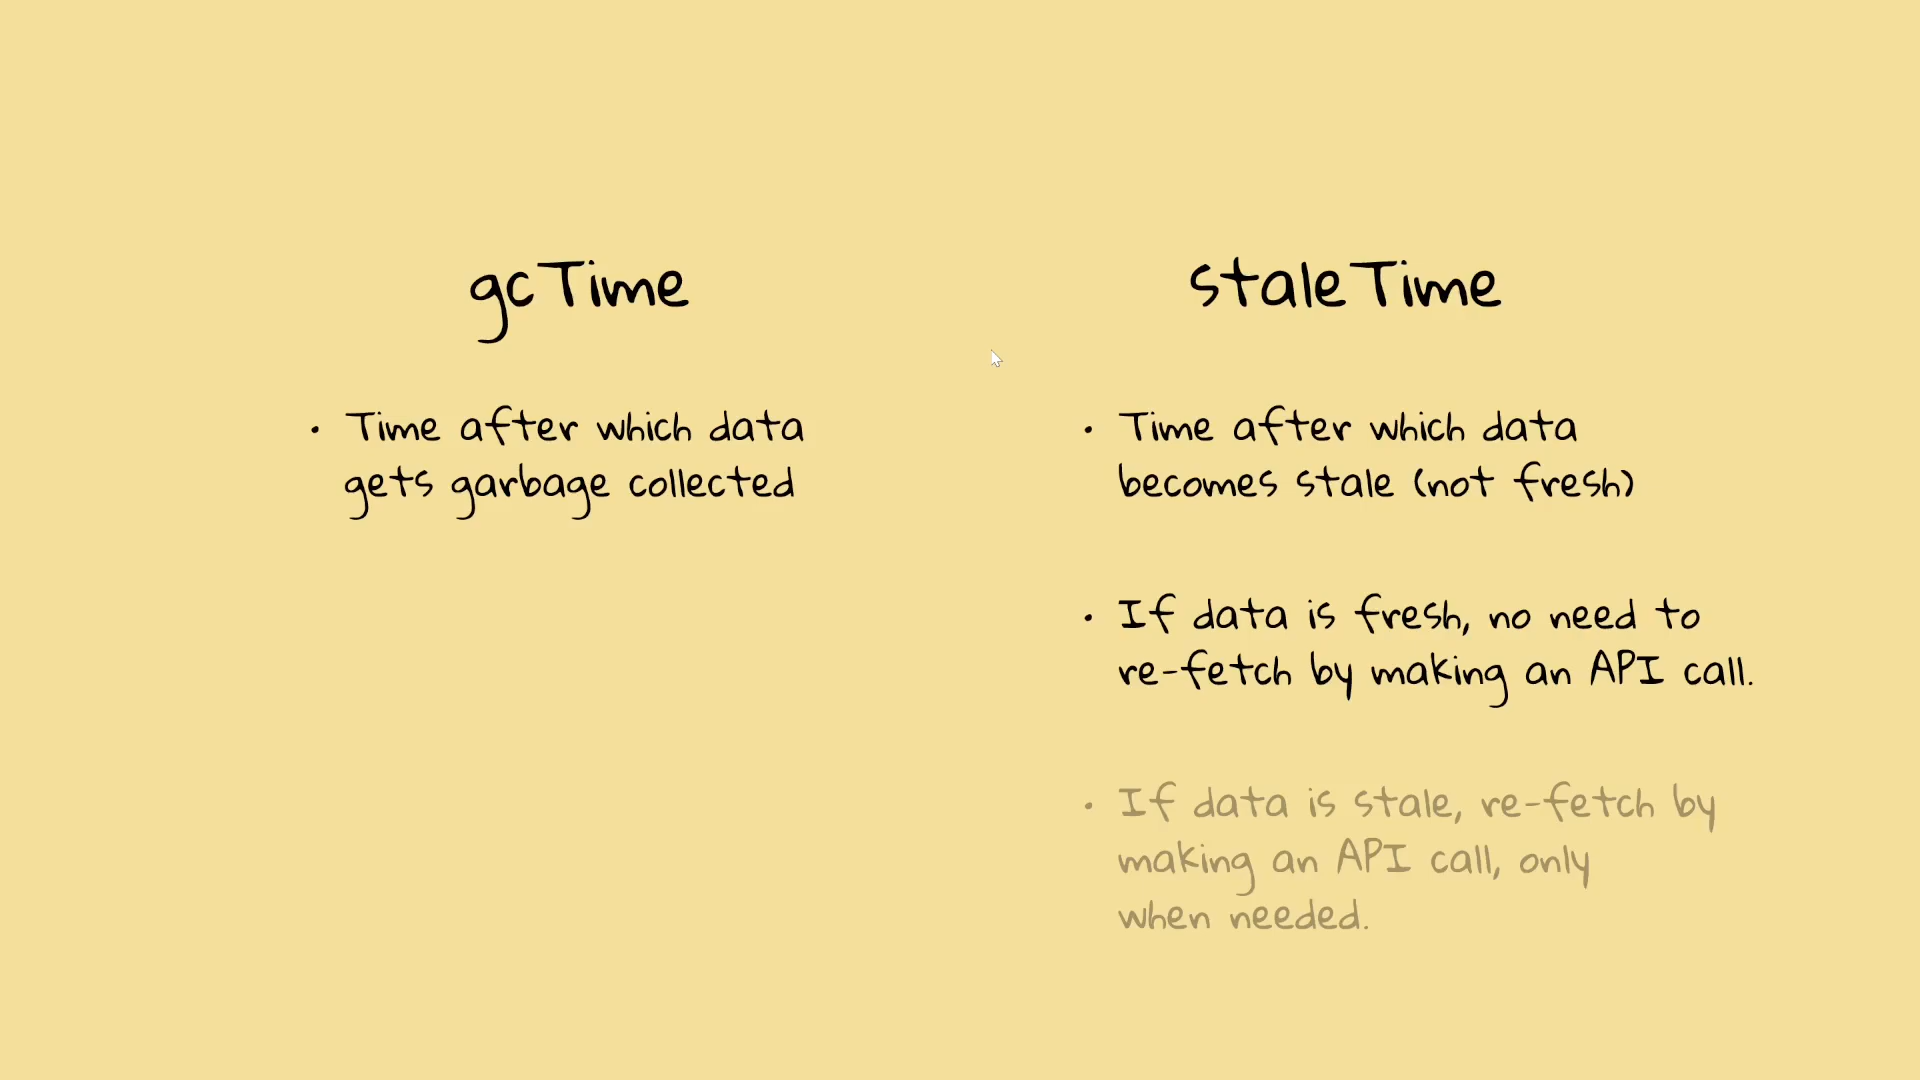 gcTime
• Time after which data
gets garbage collected
staleTime
• Time after which data
becomes stale (not fresh)
• If data is fresh, no need to
re-fetch by making an API call.
• If data is stale, re-fetch by
making an API call, only
when needed.